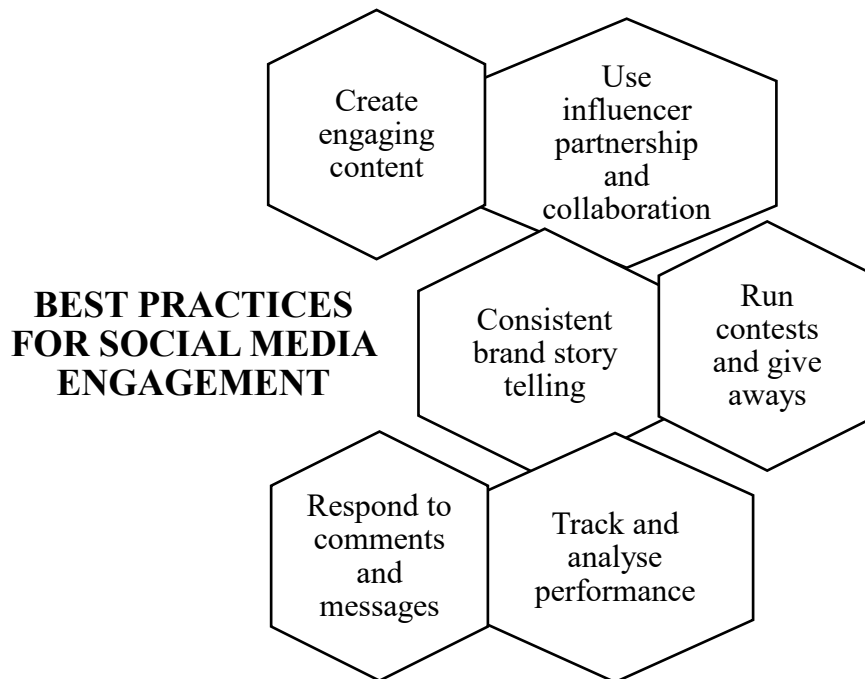 Create
engaging
content
Use
influencer
partnership
and
collaboration
BEST PRACTICES
FOR SOCIAL MEDIA
ENGAGEMENT
Consistent
brand story
telling
Run
contests
and give
aways
Respond to
comments
and
messages
Track and
analyse
performance